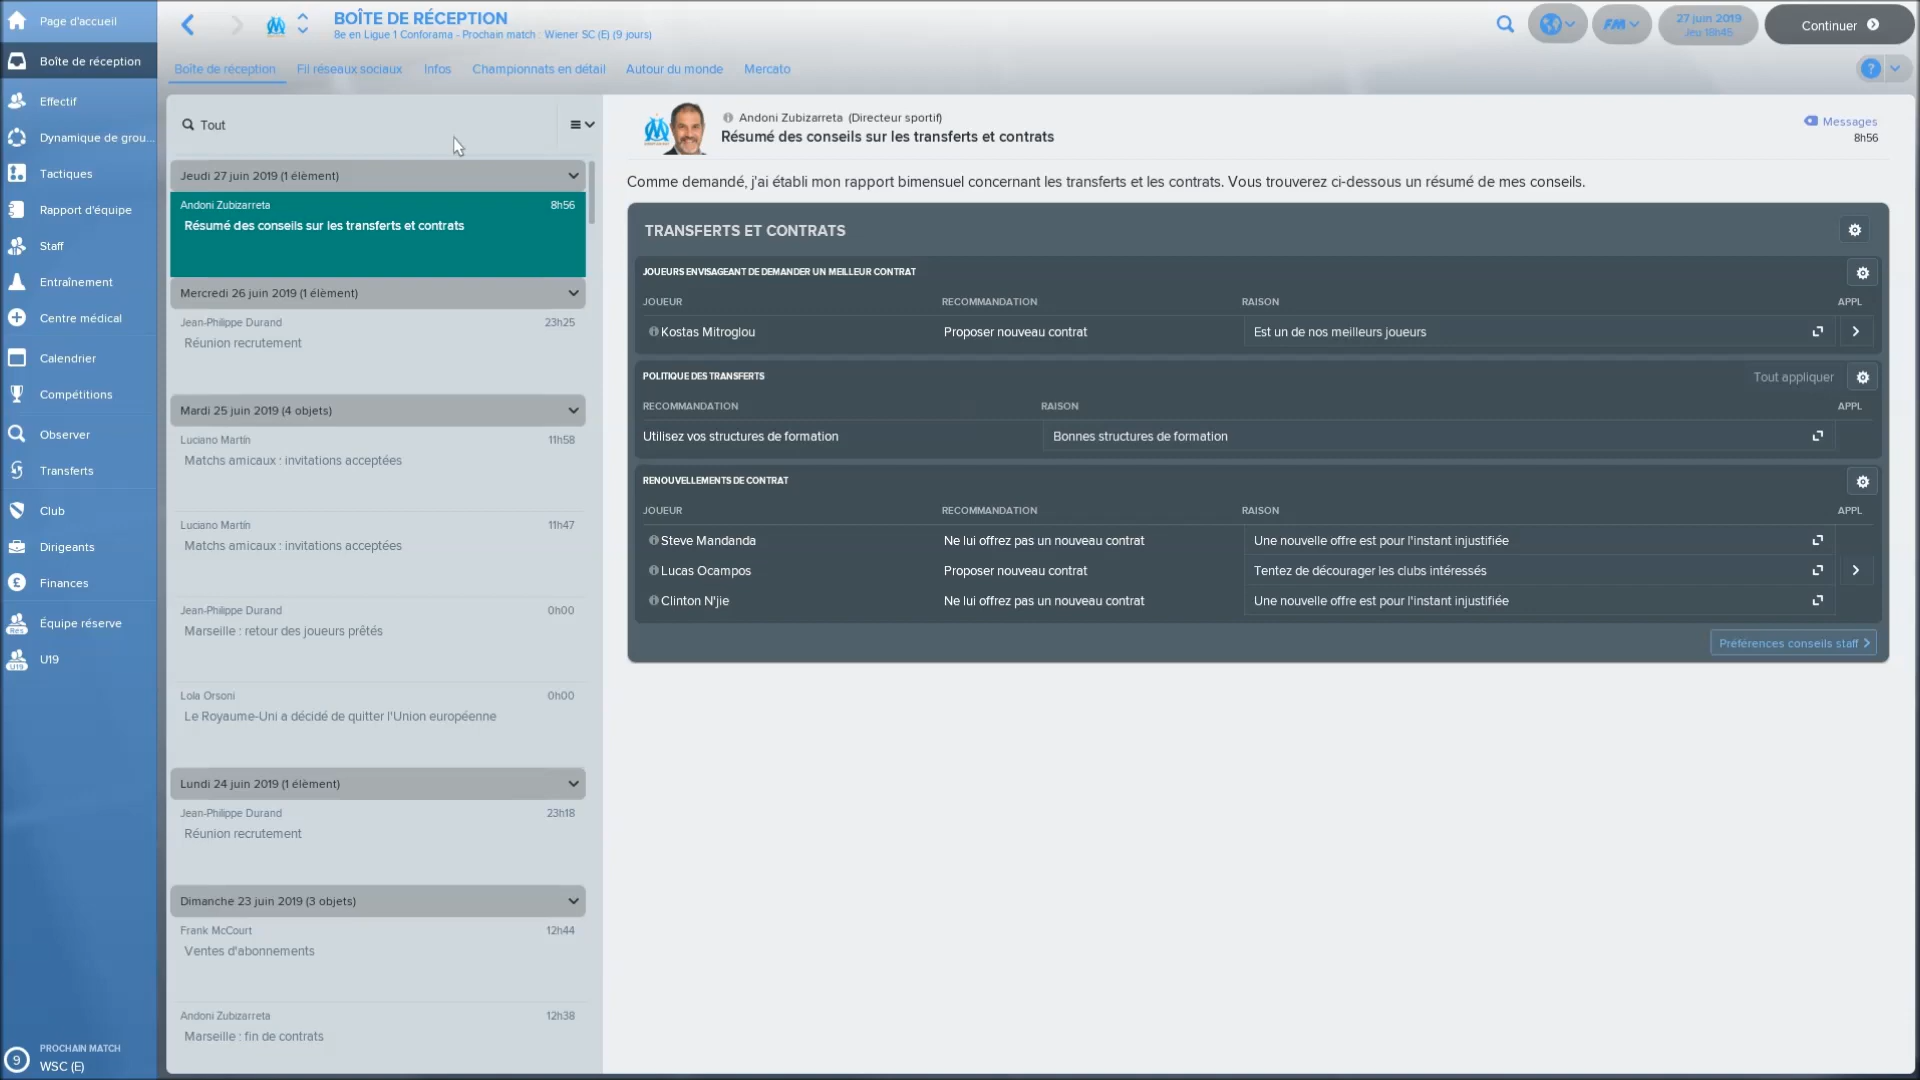 Page d'accueil
Boîte de réception
Effectif
Dynamique de grou...
Tactiques
Rapport d'équipe
Staff
Entraînement
Centre médical
Calendrier
Compétitions
Observer
Transferts
Club
Dirigeants
Finances
Équipe réserve
U19
PROCHAIN MATCH
9
WSC (E)
BOÎTE DE RÉCEPTION
8e en Ligue 1 Conforama - Prochain match : Wiener SC (E) (9 jours)
FM
27 juin 2019
Jeu 18h45
Continuer
Boîte de réception
Fil réseaux sociaux
Infos
Championnats en détail
Autour du monde
Mercato
?
Tout
Jeudi 27 juin 2019 (1 élèment)
Andoni Zubizarreta 8h56
Résumé des conseils sur les transferts et contrats
Mercredi 26 juin 2019 (1 élèment)
Jean-Philippe Durand 23h25
Réunion recrutement
Mardi 25 juin 2019 (4 objets)
Luciano Martín 11h58
Matchs amicaux : invitations acceptées
Luciano Martín 11h47
Matchs amicaux : invitations acceptées
Jean-Philippe Durand 0h00
Marseille : retour des joueurs prêtés
Lola Orsoni 0h00
Le Royaume-Uni a décidé de quitter l'Union européenne
Lundi 24 juin 2019 (1 élèment)
Jean-Philippe Durand 23h18
Réunion recrutement
Dimanche 23 juin 2019 (3 objets)
Frank McCourt 12h44
Ventes d'abonnements
Andoni Zubizarreta 12h38
Marseille : fin de contrats
Andoni Zubizarreta (Directeur sportif)
Résumé des conseils sur les transferts et contrats
Messages
8h56
Comme demandé, j'ai établi mon rapport bimensuel concernant les transferts et les contrats. Vous trouverez ci-dessous un résumé de mes conseils.
TRANSFERTS ET CONTRATS
JOUEURS ENVISAGEANT DE DEMANDER UN MEILLEUR CONTRAT
JOUEUR RECOMMANDATION RAISON APPL
Kostas Mitroglou Proposer nouveau contrat Est un de nos meilleurs joueurs
POLITIQUE DES TRANSFERTS Tout appliquer
RECOMMANDATION RAISON APPL
Utilisez vos structures de formation Bonnes structures de formation
RENOUVELLEMENTS DE CONTRAT
JOUEUR RECOMMANDATION RAISON APPL
Steve Mandanda Ne lui offrez pas un nouveau contrat Une nouvelle offre est pour l'instant injustifiée
Lucas Ocampos Proposer nouveau contrat Tentez de décourager les clubs intéressés
Clinton N'jie Ne lui offrez pas un nouveau contrat Une nouvelle offre est pour l'instant injustifiée
Préférences conseils staff